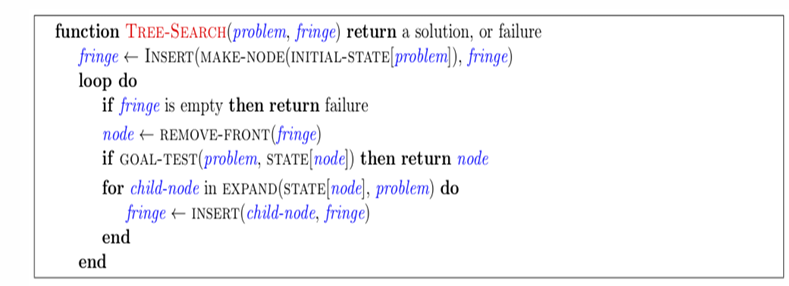 function TREE-SEARCH(problem, fringe) return a solution, or failure
fringe ← INSERT(MAKE-NODE(INITIAL-STATE[problem]), fringe)
loop do
if fringe is empty then return failure
node ← REMOVE-FRONT(fringe)
if GOAL-TEST(problem, STATE[node]) then return node
for child-node in EXPAND(STATE[node], problem) do
fringe ← INSERT(child-node, fringe)
end
end